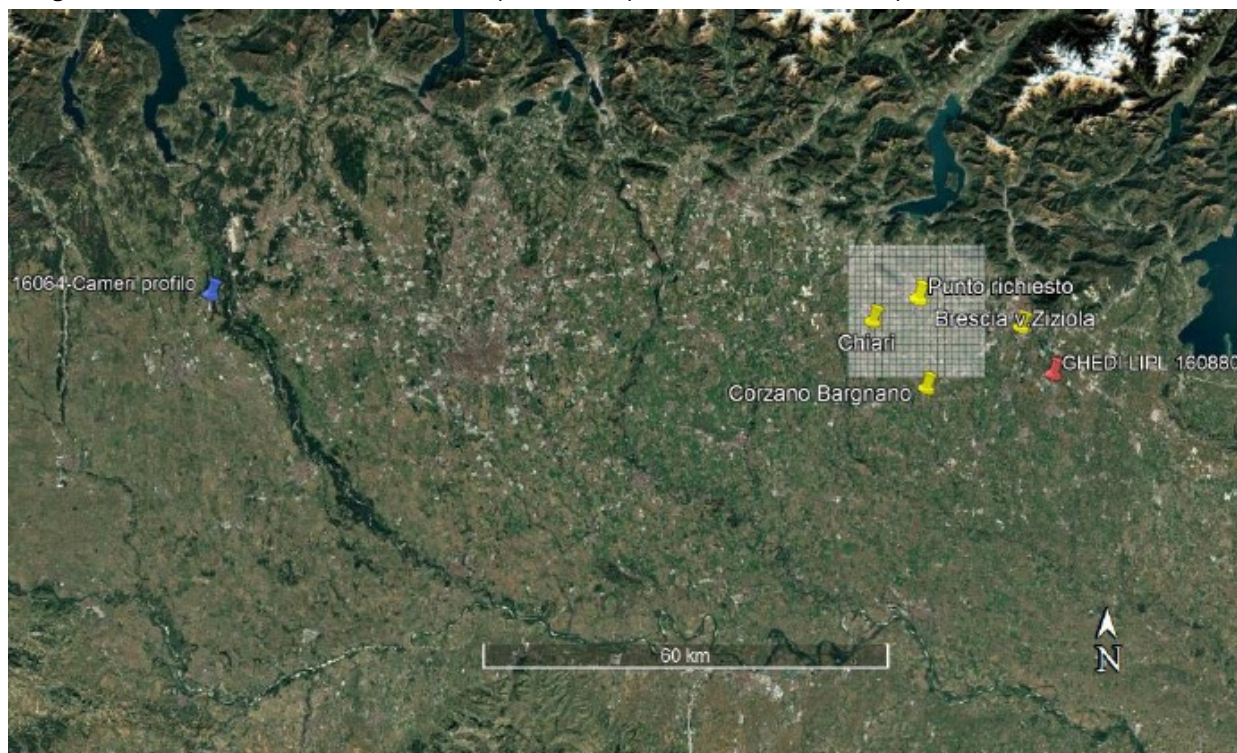 16064-Cameri profilo
Punto richiesto
Brescia v.Ziziola
Chiari
GHEDI LIPL 160880
Corzano Bargnano
60 km
N